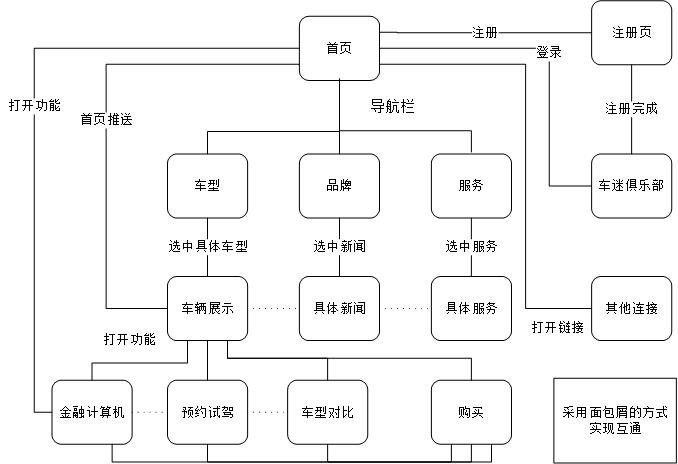 首页
注册
注册页
登录
打开功能
导航栏
注册完成
首页推送
车型
品牌
服务
车迷俱乐部
选中具体车型
选中新闻
选中服务
车辆展示
具体新闻
具体服务
其他连接
打开链接
打开功能
金融计算机
预约试驾
车型对比
购买
采用面包屑的方式
实现互通